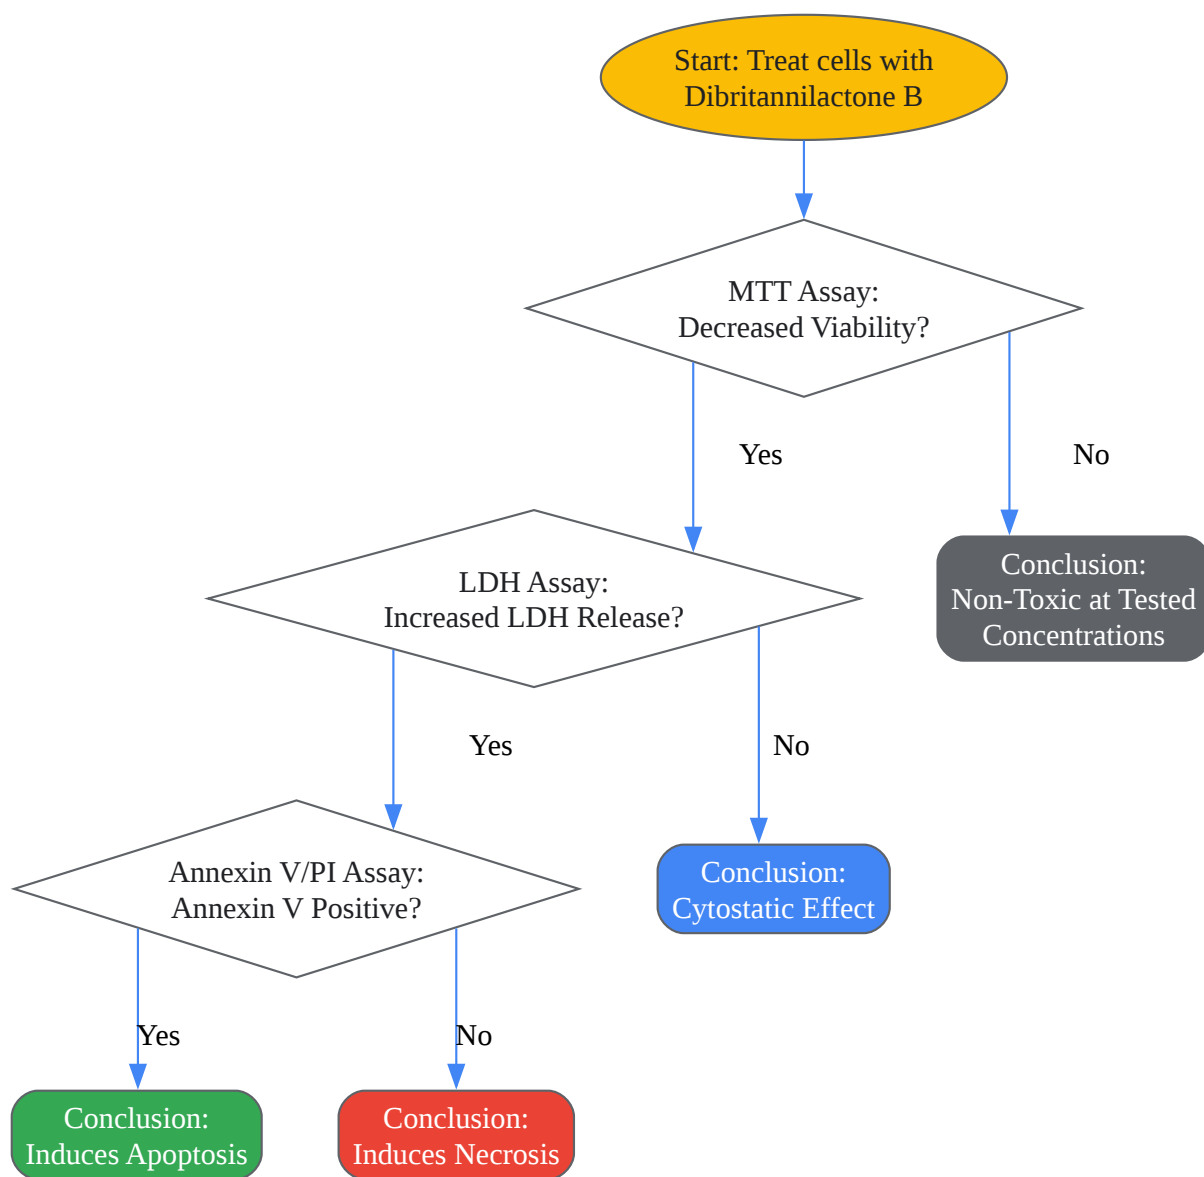 Start: Treat cells with
Dibritannilactone B
MTT Assay:
Decreased Viability?
Yes
No
LDH Assay:
Increased LDH Release?
Conclusion:
Non-Toxic at Tested
Concentrations
Yes
No
Annexin V/PI Assay:
Annexin V Positive?
Conclusion:
Cytostatic Effect
Yes
No
Conclusion:
Induces Apoptosis
Conclusion:
Induces Necrosis